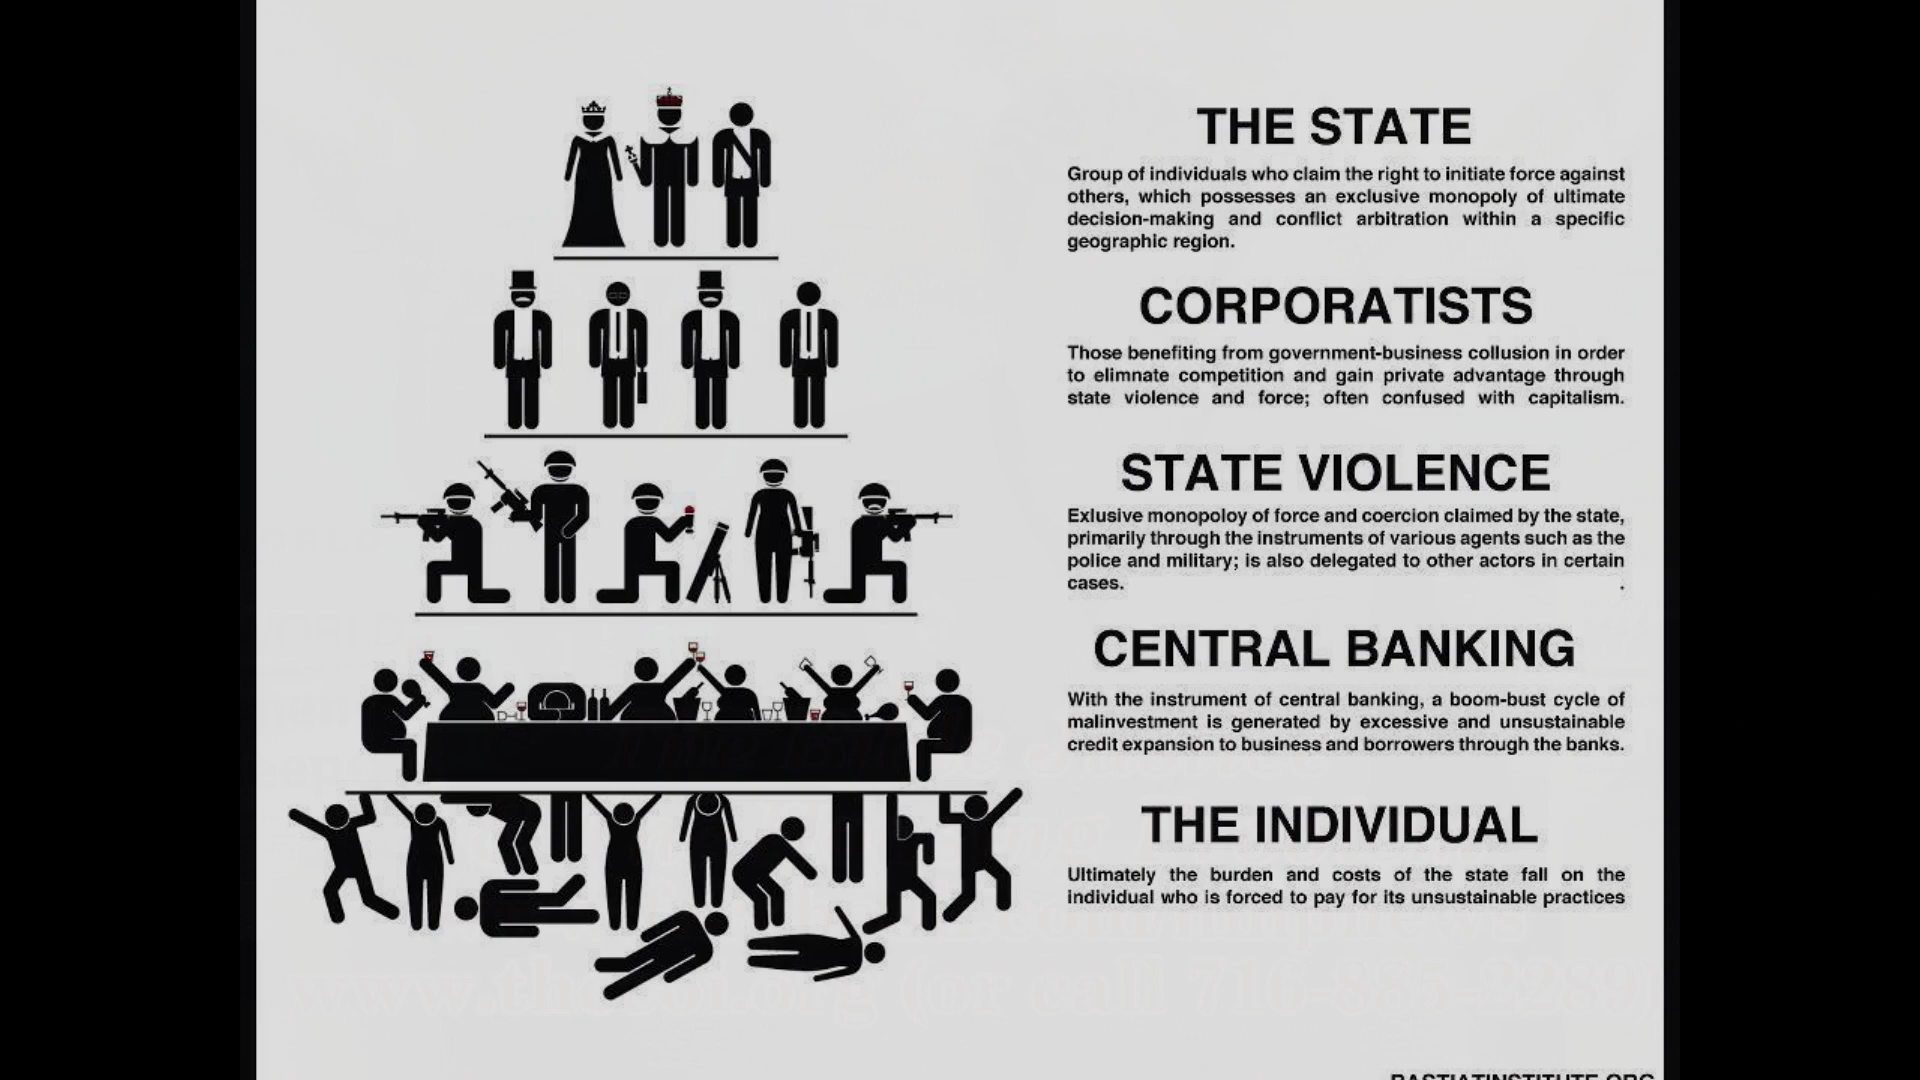 THE STATE
Group of individuals who claim the right to initiate force against
others, which possesses an exclusive monopoly of ultimate
decision-making and conflict arbitration within a specific
geographic region.
CORPORATISTS
Those benefiting from government-business collusion in order
to elimnate competition and gain private advantage through
state violence and force; often confused with capitalism.
STATE VIOLENCE
Exlusive monopoloy of force and coercion claimed by the state,
primarily through the instruments of various agents such as the
police and military; is also delegated to other actors in certain
cases. .
CENTRAL BANKING
With the instrument of central banking, a boom-bust cycle of
malinvestment is generated by excessive and unsustainable
credit expansion to business and borrowers through the banks.
THE INDIVIDUAL
Ultimately the burden and costs of the state fall on the
individual who is forced to pay for its unsustainable practices
BASTIATINSTITUTE.ORG